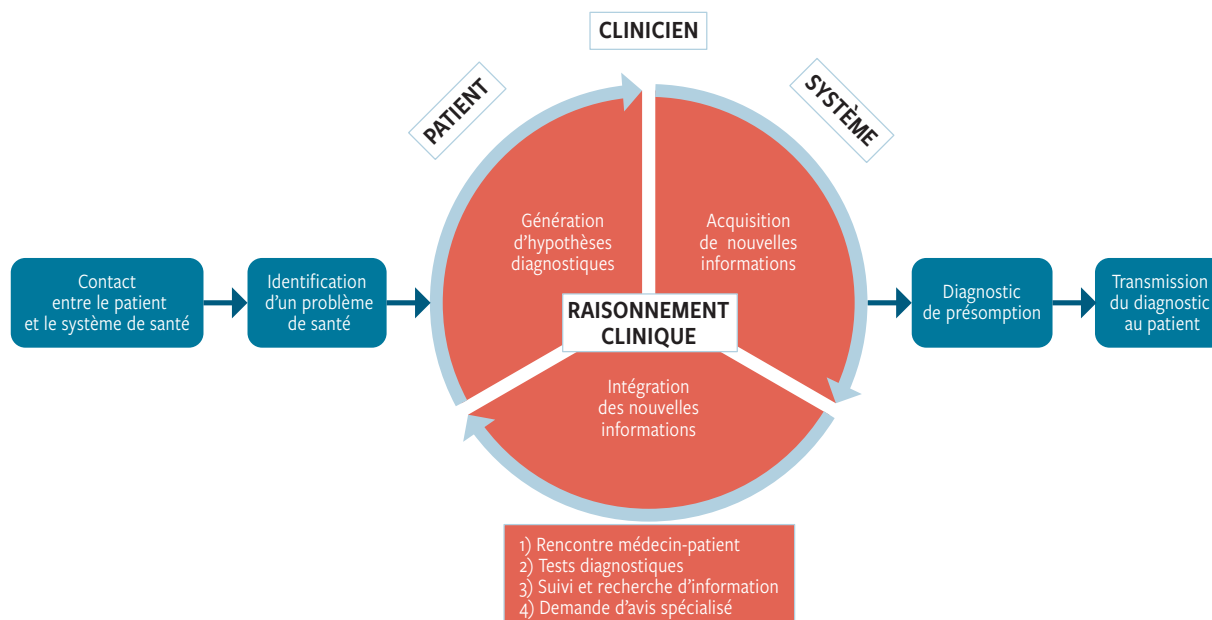 CLINICIEN
PATIENT
SYSTÈME
Génération
d'hypothèses
diagnostiques
Acquisition
de nouvelles
informations
Contact
entre le patient
et le système de santé
Identification
d'un problème
de santé
RAISONNEMENT
CLINIQUE
Diagnostic
de présomption
Transmission
du diagnostic
au patient
Intégration
des nouvelles
informations
1) Rencontre médecin-patient
2) Tests diagnostiques
3) Suivi et recherche d'information
4) Demande d'avis spécialisé